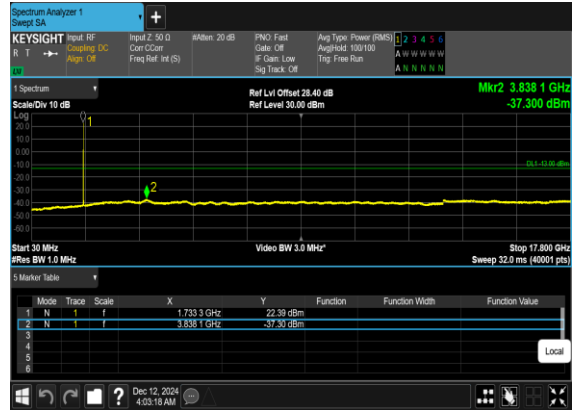 Spectrum Analyzer 1
Swept SA
+
KEYSIGHT Input: RF Input Z: 50 Ω #Atten: 20 dB PNO: Fast Avg Type: Power (RMS) 1 2 3 4 5 6
R T Coupling: DC Corr CCorr Gate: Off Avg|Hold: 100/100 A W W W W W
Align: Off Freq Ref: Int (S) IF Gain: Low Trig: Free Run
Sig Track: Off A N N N N N
1 Spectrum
Ref Lvl Offset 28.40 dB Mkr2 3.838 1 GHz
Scale/Div 10 dB Ref Level 30.00 dBm -37.300 dBm
Log
20.0
10.0
0.00
-10.0
-20.0
-30.0
-40.0
-50.0
-60.0
1
DL1 -13.00 dBm
2
Start 30 MHz Video BW 3.0 MHz* Stop 17.800 GHz
#Res BW 1.0 MHz Sweep 32.0 ms (40001 pts)
5 Marker Table
Mode Trace Scale X Y Function Function Width Function Value
1 N 1 f 1.733 3 GHz 22.39 dBm
2 N 1 f 3.838 1 GHz -37.30 dBm
3
4
5
6
Local
? Dec 12, 2024
4:03:18 AM